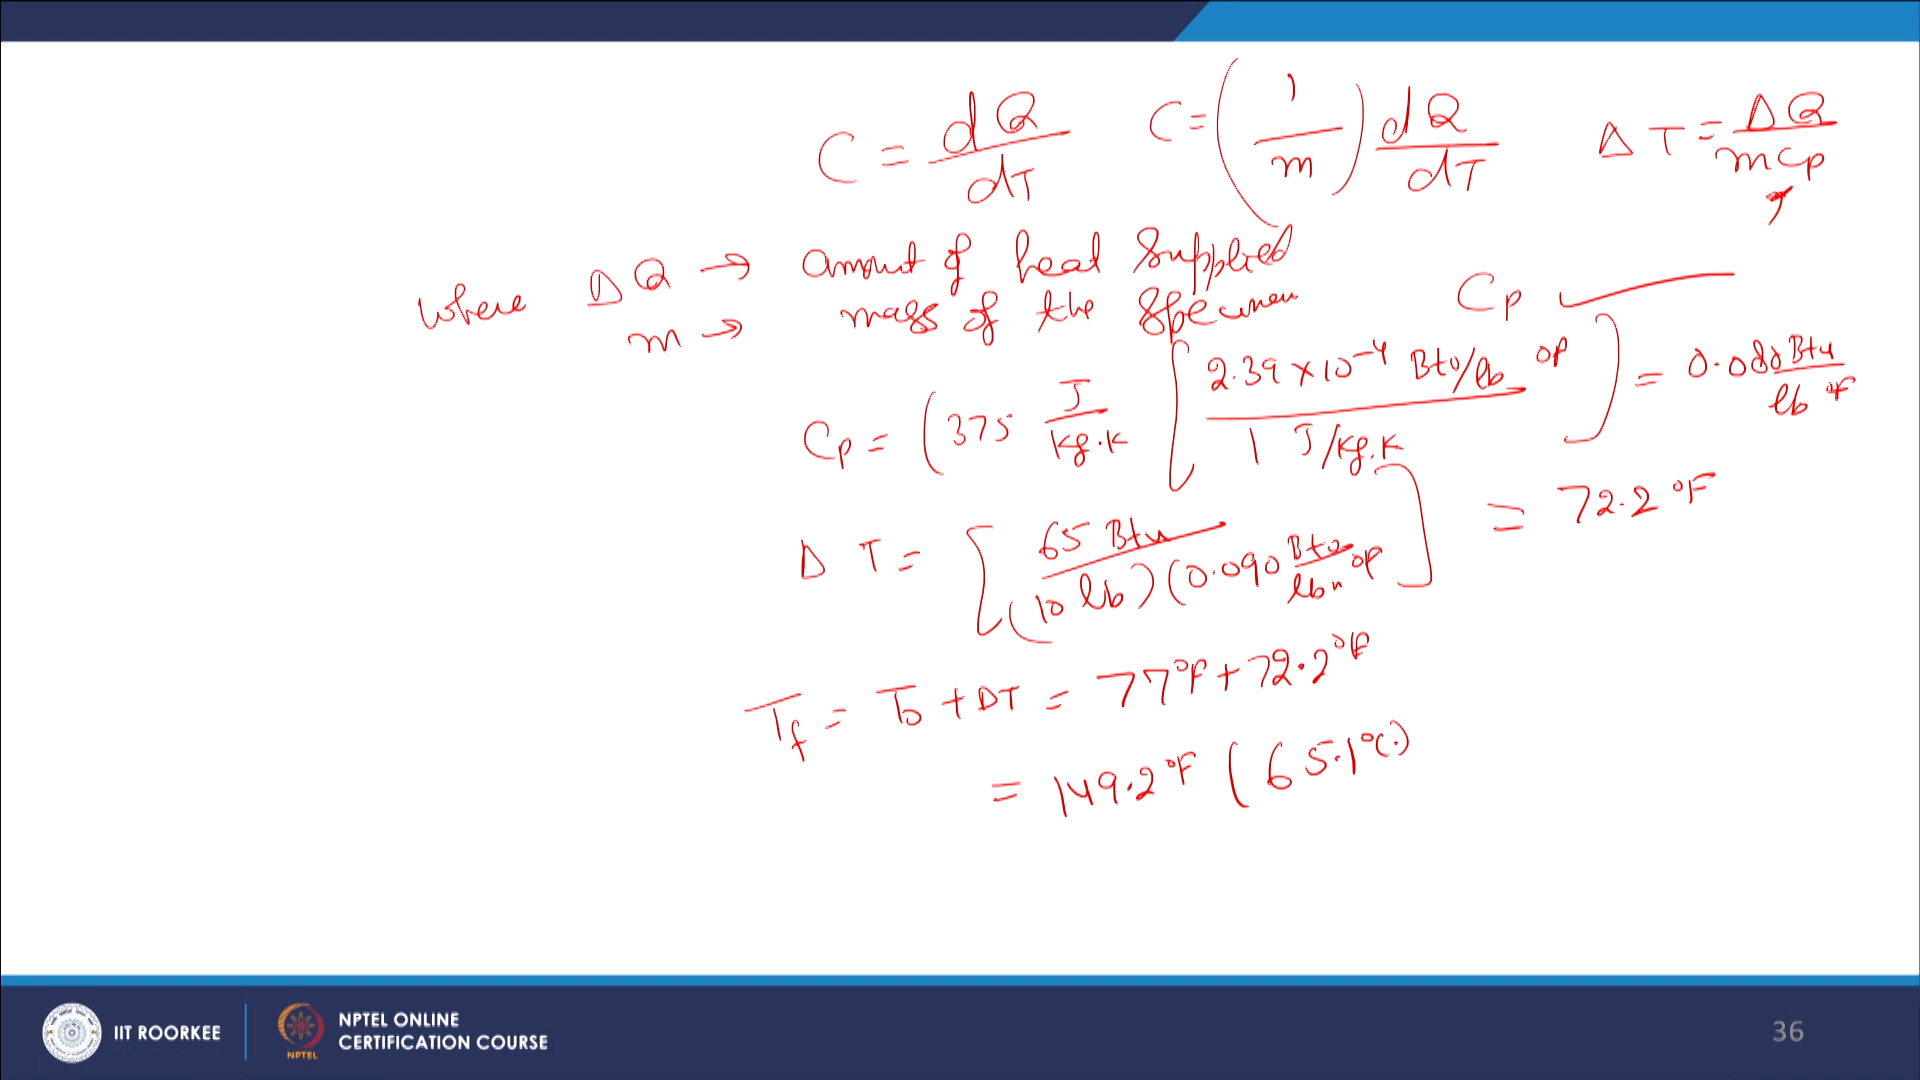 C = dQ/dT C = (1/m) dQ/dT ΔT = ΔQ/mCp
where ΔQ → amount of heat supplied
m → mass of the specimen Cp
Cp = (375 J/kg.K [2.39 × 10⁻⁴ Btu/lb °F / 1 J/kg.K] = 0.0 Btu/lb °F
ΔT = [65 Btu / (10 lb) (0.090 Btu/lbm °F] = 72.2 °F
Tf = To + ΔT = 77°F + 72.2°F
= 149.2°F (65.1°C)
IIT ROORKEE
NPTEL
NPTEL ONLINE
CERTIFICATION COURSE
36